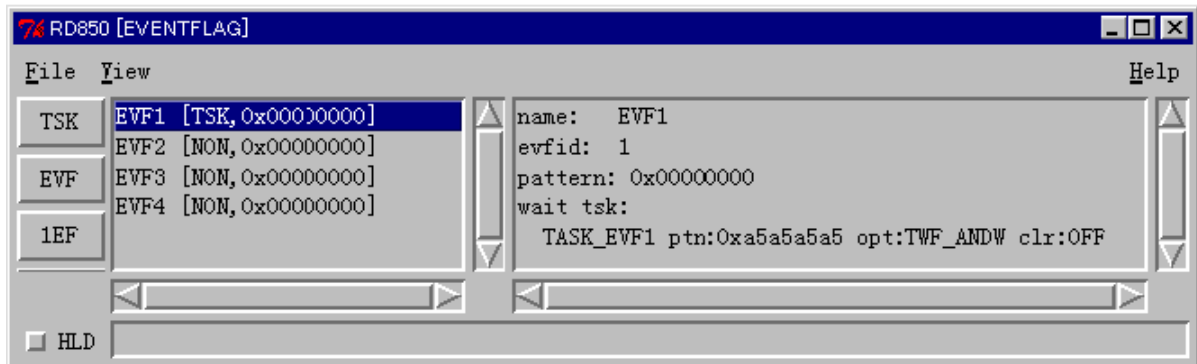 RD850 [EVENTFLAG]
File View Help
TSK
EVF
1EF
EVF1 [TSK,0x00000000]
EVF2 [NON,0x00000000]
EVF3 [NON,0x00000000]
EVF4 [NON,0x00000000]
name: EVF1
evfid: 1
pattern: 0x00000000
wait tsk:
TASK_EVF1 ptn:0xa5a5a5a5 opt:TWF_ANDW clr:OFF
HLD